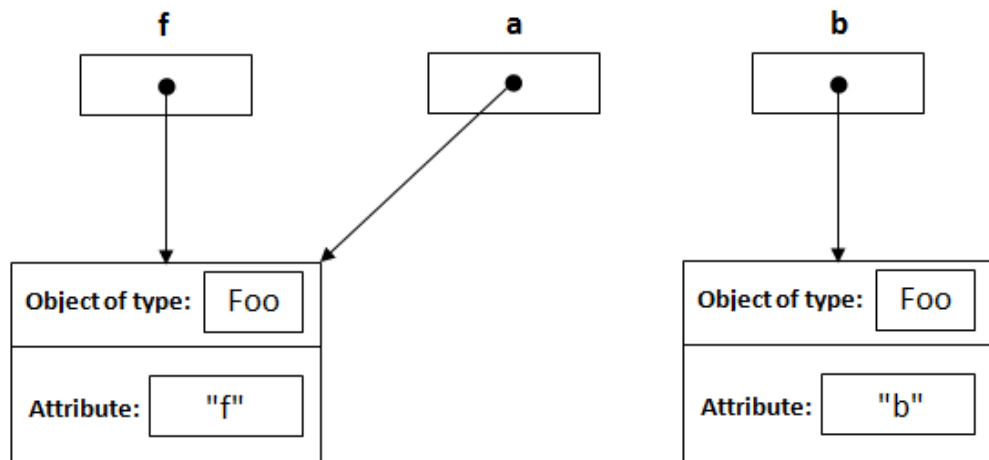 f a b
Object of type: Foo Object of type: Foo
Attribute: "f" Attribute: "b"